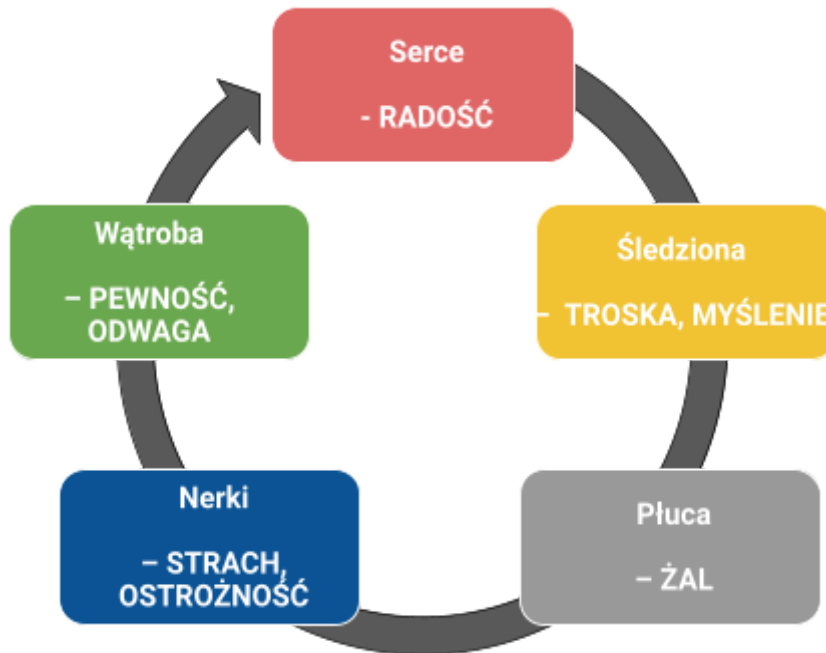 Serce
- RADOŚĆ
Śledziona
– TROSKA, MYŚLENIE
Płuca
– ŻAL
Nerki
– STRACH,
OSTROŻNOŚĆ
Wątroba
– PEWNOŚĆ,
ODWAGA